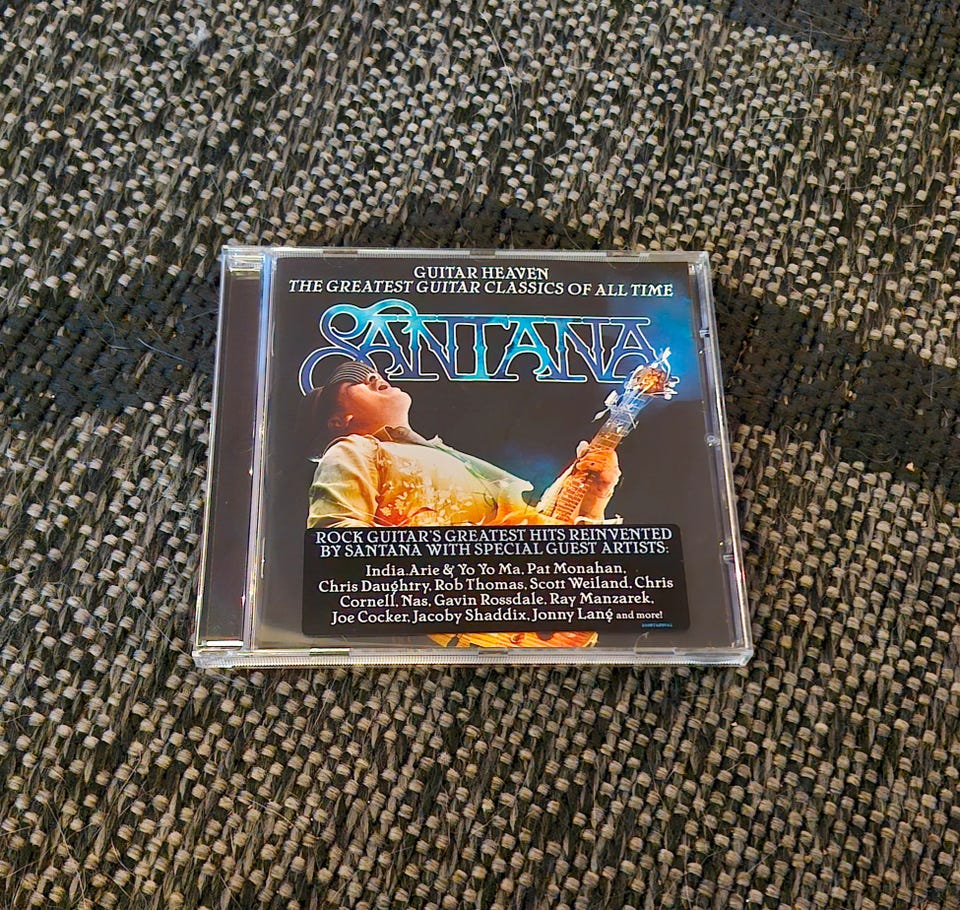 GUITAR HEAVEN
THE GREATEST GUITAR CLASSICS OF ALL TIME
SANTANA
ROCK GUITAR'S GREATEST HITS REINVENTED
BY SANTANA WITH SPECIAL GUEST ARTISTS:
India.Arie & Yo Yo Ma, Pat Monahan,
Chris Daughtry, Rob Thomas, Scott Weiland, Chris
Cornell, Nas, Gavin Rossdale, Ray Manzarek,
Joe Cocker, Jacoby Shaddix, Jonny Lang and more!